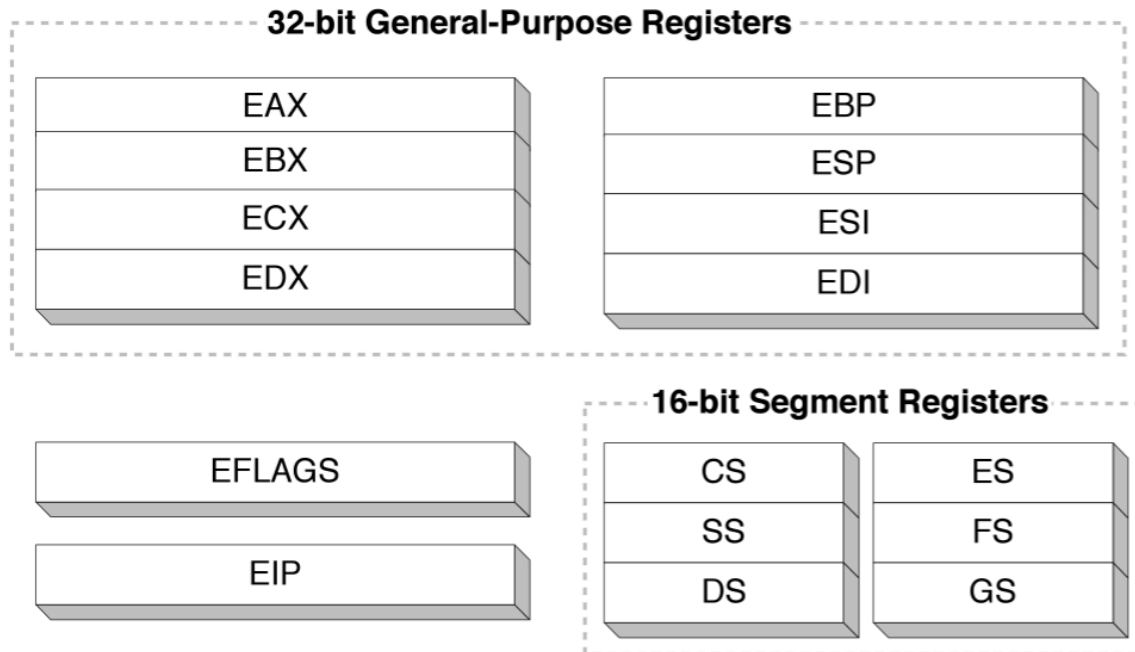 32-bit General-Purpose Registers
EAX
EBX
ECX
EDX
EBP
ESP
ESI
EDI
EFLAGS
EIP
16-bit Segment Registers
CS
SS
DS
ES
FS
GS